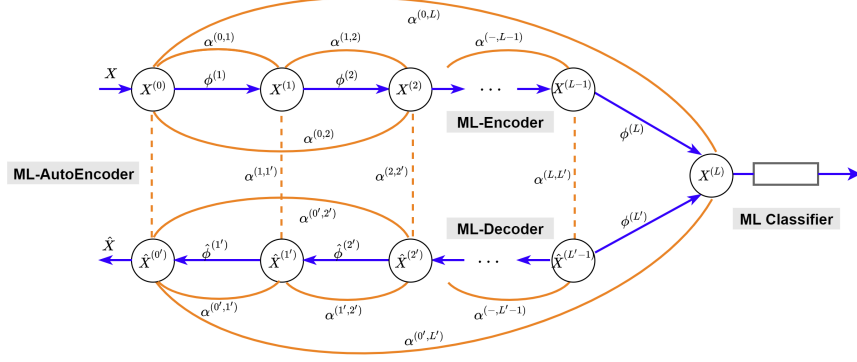 α^(0,L)
α^(0,1) α^(1,2) α^(-,L-1)
X X^(0) ϕ^(1) X^(1) ϕ^(2) X^(2) ... X^(L-1)
α^(0,2) ML-Encoder ϕ^(L)
ML-AutoEncoder α^(1,1') α^(2,2') α^(L,L') X^(L)
α^(0',2') ML-Decoder ϕ^(L') ML Classifier
X̂ X̂^(0') ϕ̂^(1') X̂^(1') ϕ̂^(2') X̂^(2') ... X̂^(L'-1)
α^(0',1') α^(1',2') α^(-,L'-1)
α^(0',L')